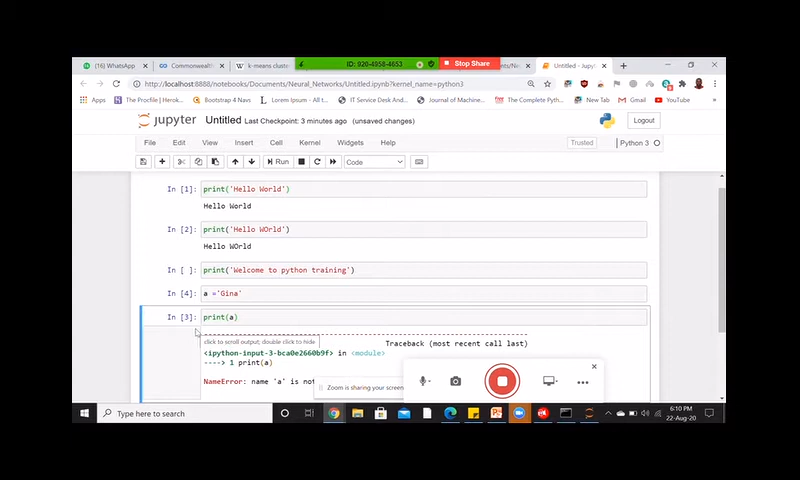 (16) WhatsApp
Commonwealt
k-means cluster
ID: 920-4958-4653
Stop Share
Untitled - Jupyt
http://localhost:8888/notebooks/Documents/Neural_Networks/Untitled.ipynb?kernel_name=python3
Apps
The Profile | Herok
Bootstrap 4 Navs
Lorem Ipsum - All t
IT Service Desk And
Journal of Machine
The Complete Pyth
New Tab
Gmail
YouTube
jupyter Untitled Last Checkpoint: 3 minutes ago (unsaved changes)
Logout
File Edit View Insert Cell Kernel Widgets Help
Trusted
Python 3
Run
Code
In [1]: print('Hello World')
Hello World
In [2]: print('Hello WOrld')
Hello WOrld
In [ ]: print('Welcome to python training')
In [4]: a ='Gina'
In [3]: print(a)
click to scroll output; double click to hide
Traceback (most recent call last)
<ipython-input-3-bca0e2660b9f> in <module>
----> 1 print(a)
NameError: name 'a' is not
Zoom is sharing your screen
Type here to search
6:10 PM
22-Aug-20